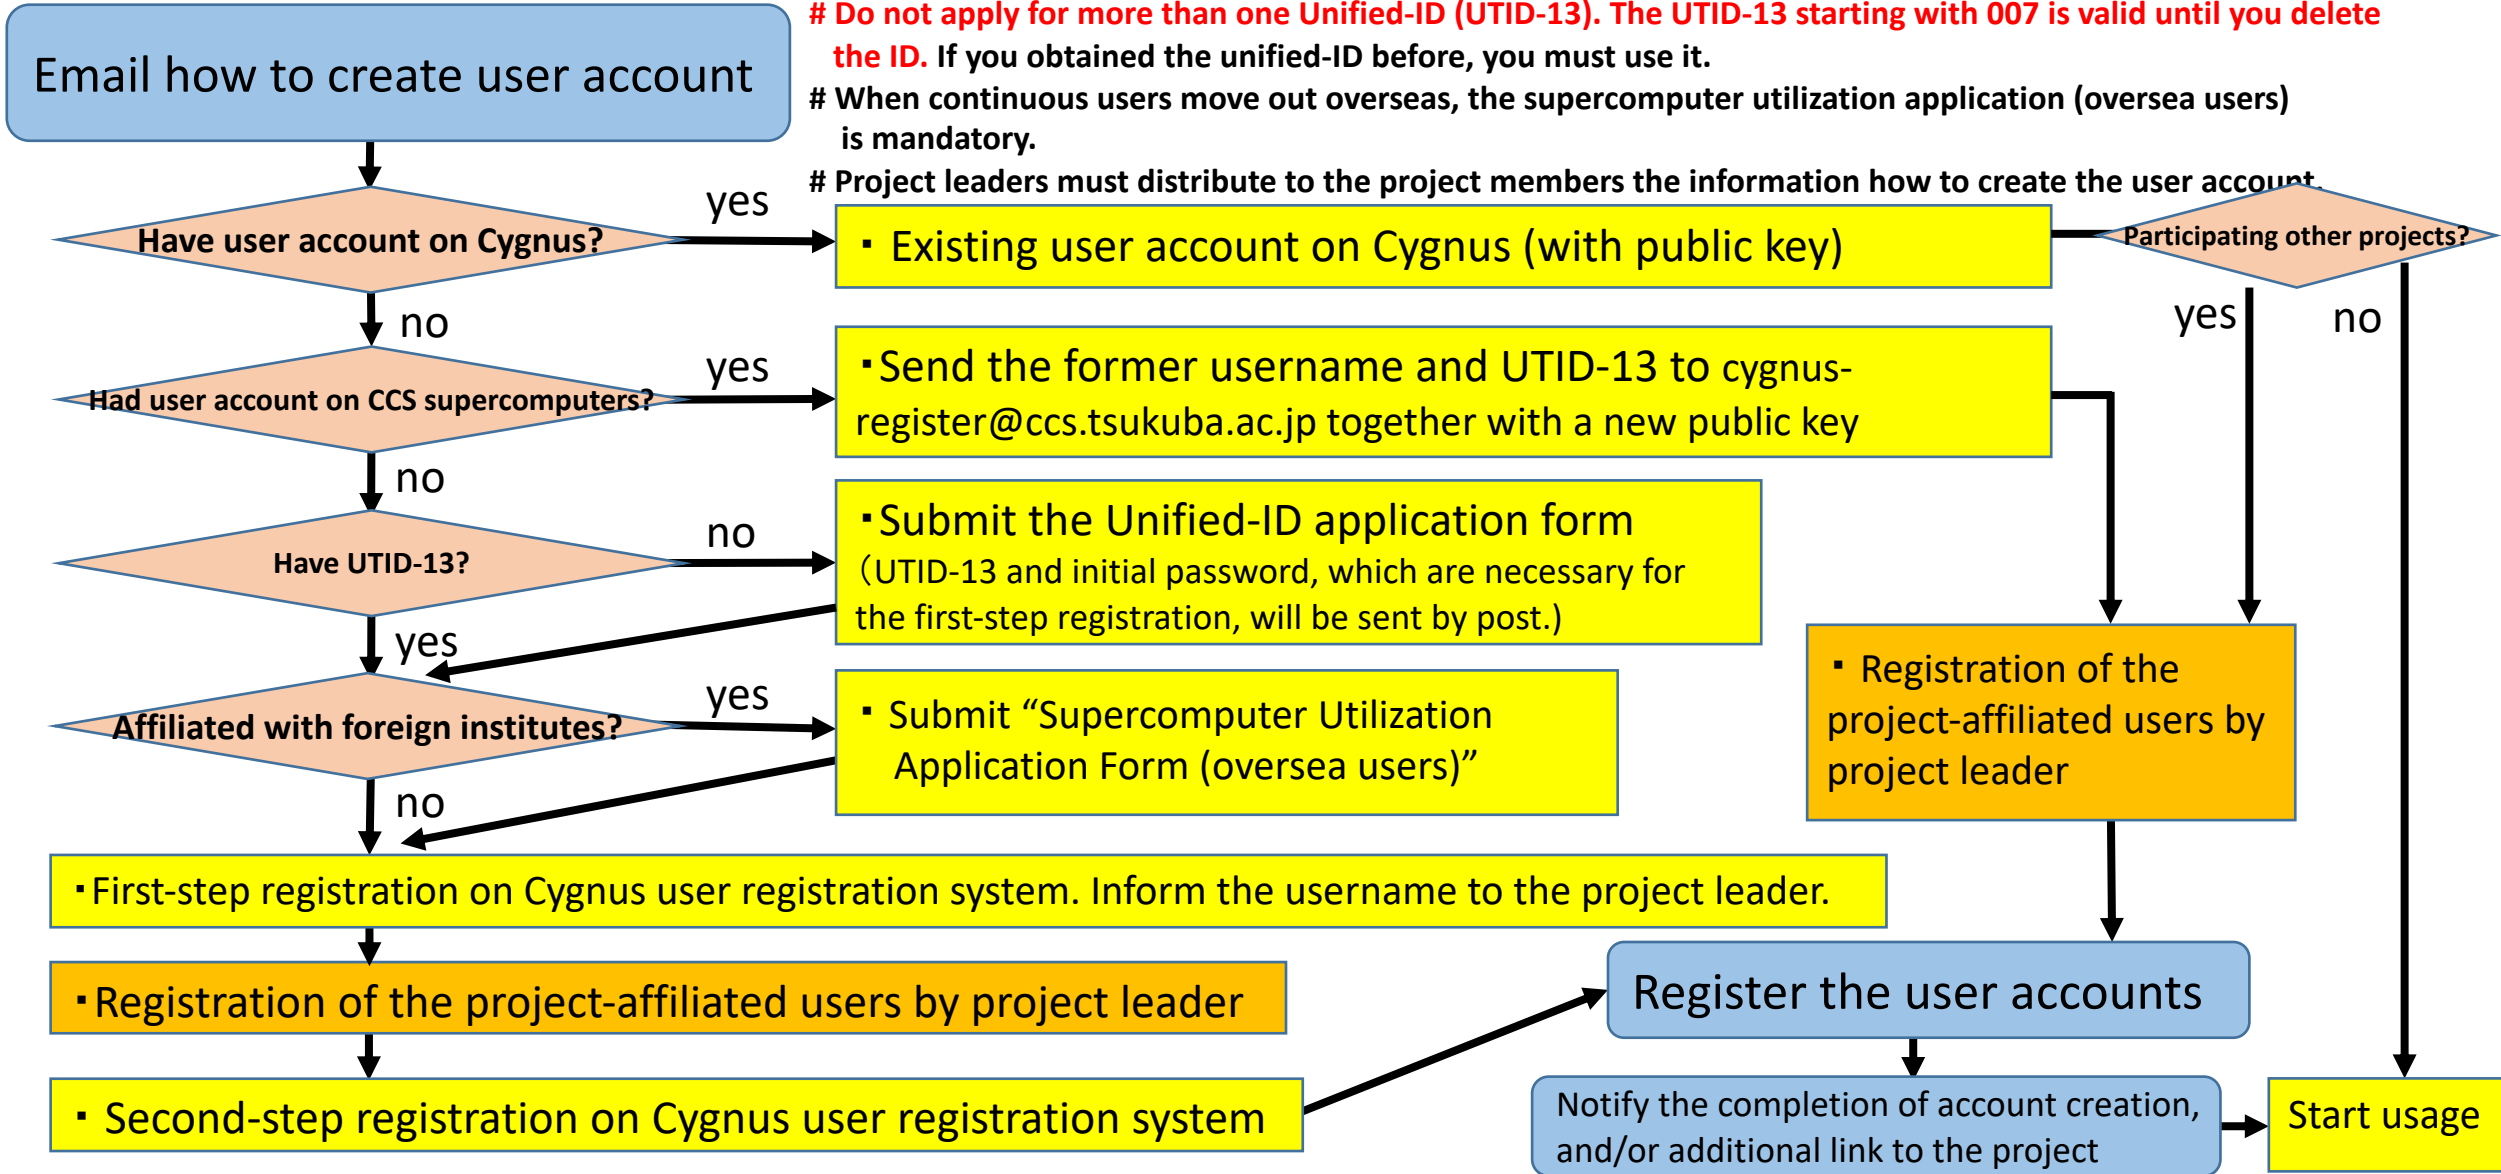 # Do not apply for more than one Unified-ID (UTID-13). The UTID-13 starting with 007 is valid until you delete
the ID. If you obtained the unified-ID before, you must use it.
# When continuous users move out overseas, the supercomputer utilization application (oversea users)
is mandatory.
# Project leaders must distribute to the project members the information how to create the user account.
Email how to create user account
Have user account on Cygnus?
yes
・Existing user account on Cygnus (with public key)
Participating other projects?
no
yes
no
Had user account on CCS supercomputers?
yes
・Send the former username and UTID-13 to cygnus-
register@ccs.tsukuba.ac.jp together with a new public key
no
Have UTID-13?
no
・Submit the Unified-ID application form
（UTID-13 and initial password, which are necessary for
the first-step registration, will be sent by post.)
yes
・Registration of the
project-affiliated users by
project leader
Affiliated with foreign institutes?
yes
・Submit “Supercomputer Utilization
Application Form (oversea users)”
no
・First-step registration on Cygnus user registration system. Inform the username to the project leader.
・Registration of the project-affiliated users by project leader
Register the user accounts
・Second-step registration on Cygnus user registration system
Notify the completion of account creation,
and/or additional link to the project
Start usage